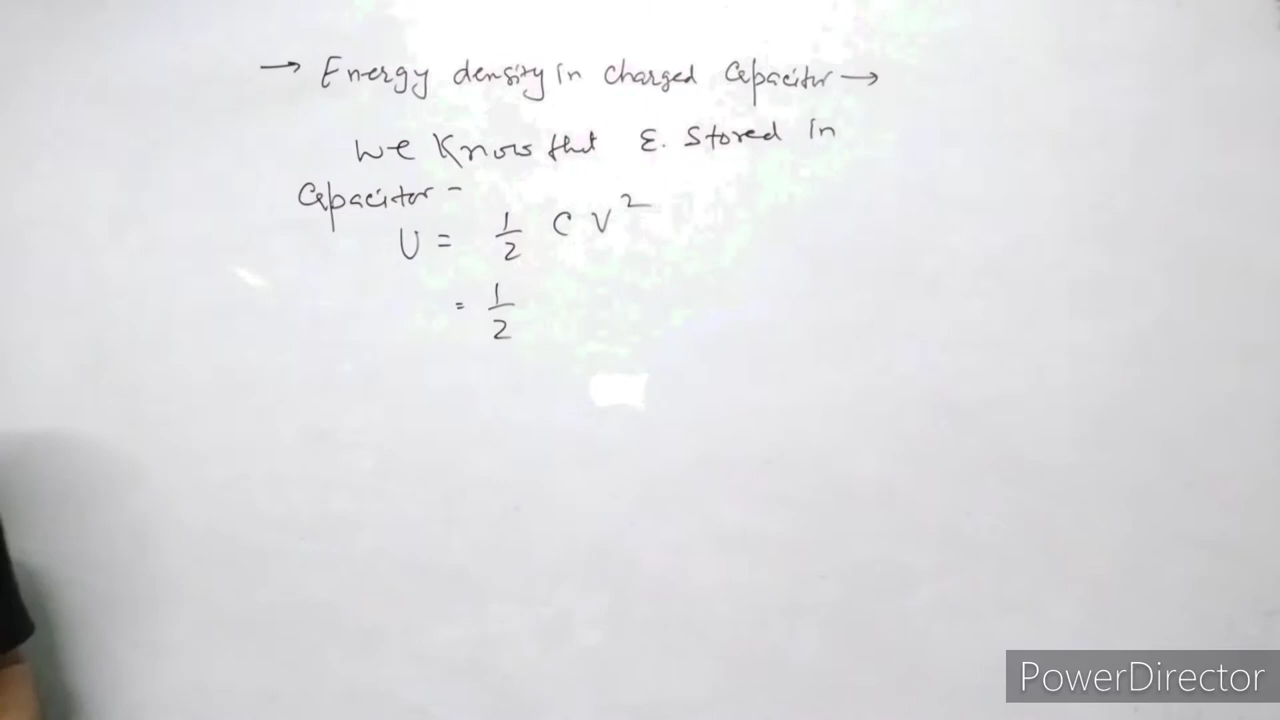 → Energy density in charged Capacitor →
We Know that E. Stored in
Capacitor -
U = 1/2 C V²
= 1/2
PowerDirector